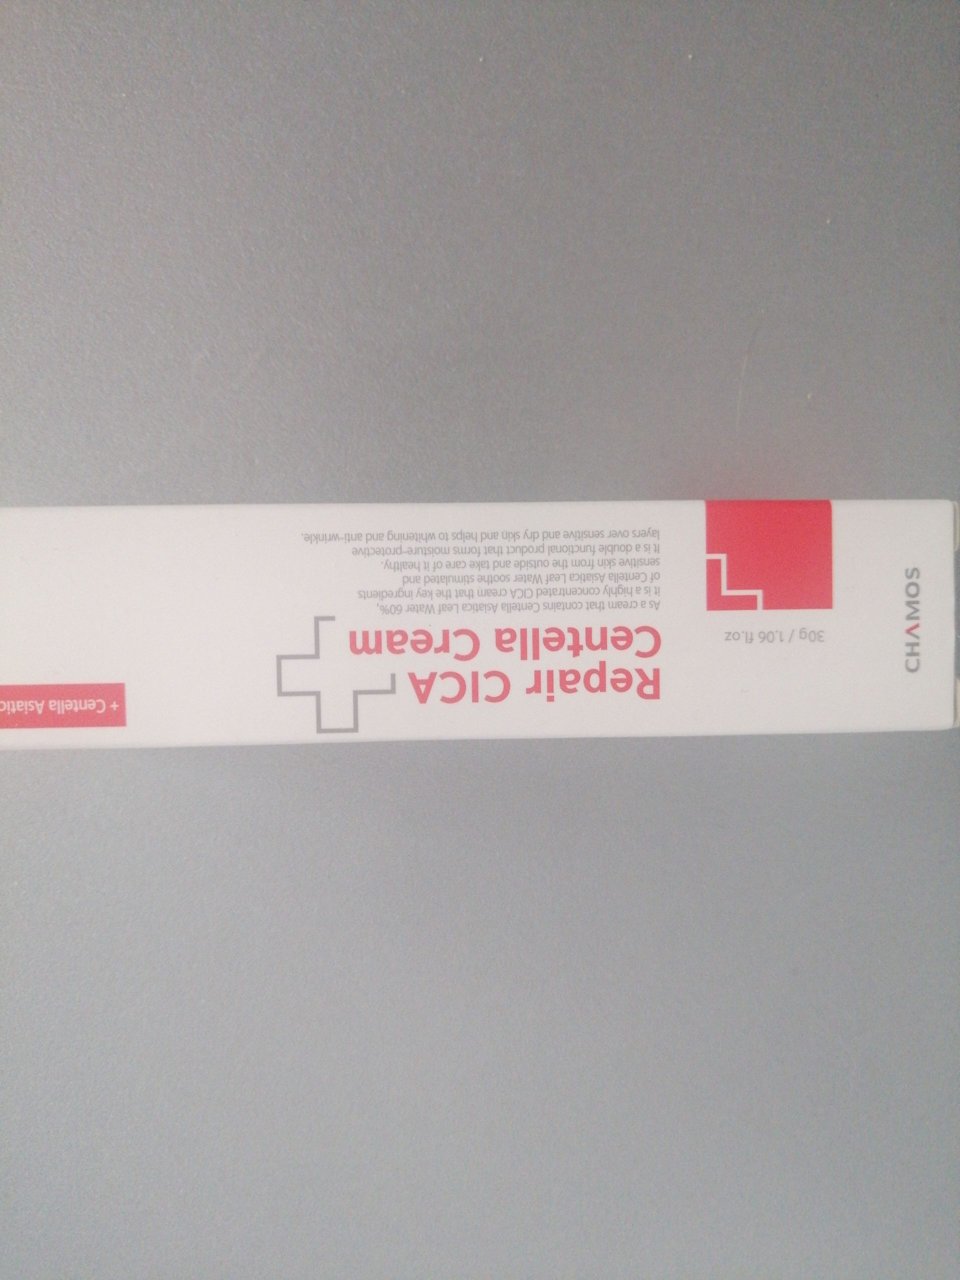 Repair CICA
Centella Cream
As a cream that contains Centella Asiatica Leaf Water 60%,
it is a highly concentrated CICA cream that the key ingredients
of Centella Asiatica Leaf Water soothe stimulated and
sensitive skin from the outside and take care of it healthy.
It is a double functional product that forms moisture-protective
layers over sensitive and dry skin and helps to whitening and anti-wrinkle.
+ Centella Asiatic
30g / 1.06 fl.oz
CHAMOS